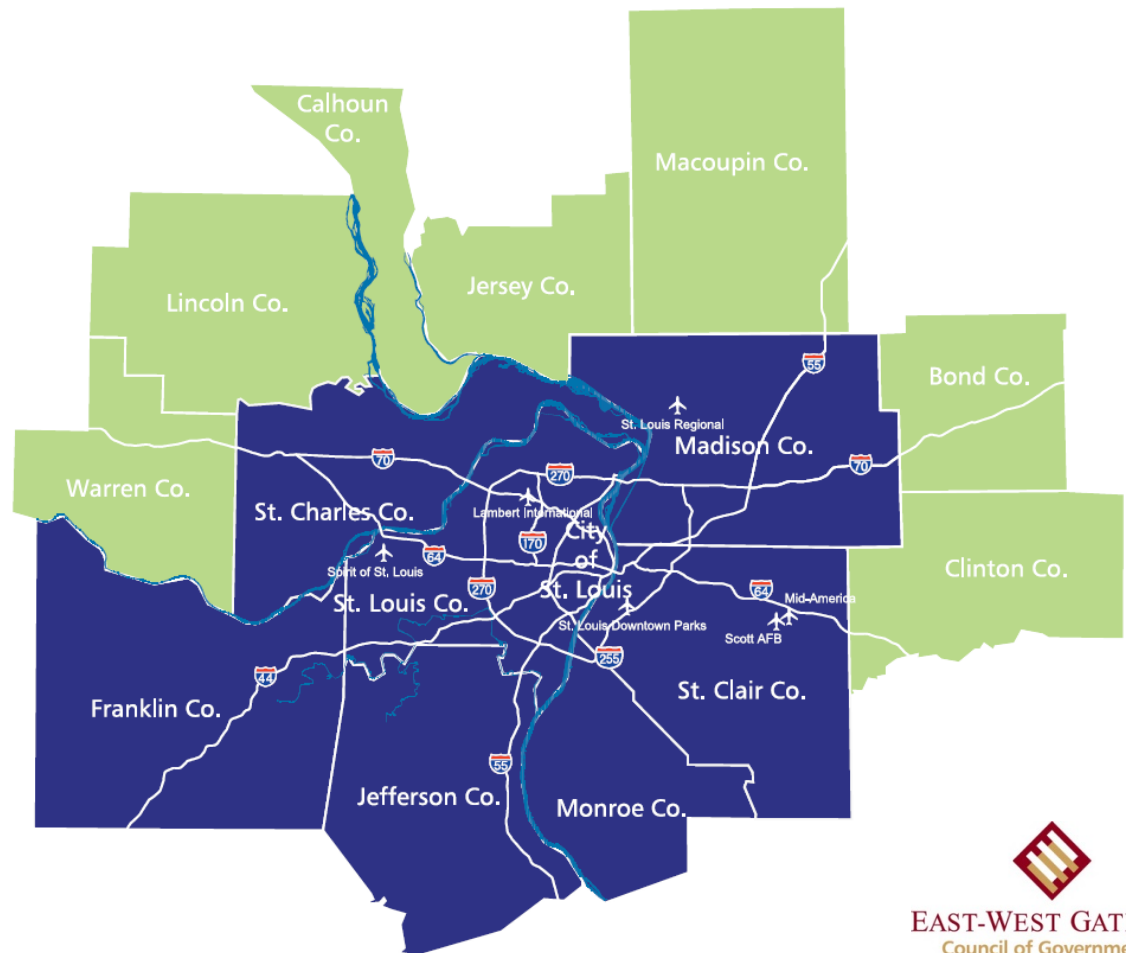 Calhoun
Co.
Macoupin Co.
Lincoln Co.
Jersey Co.
55
Bond Co.
St. Louis Regional
Madison Co.
70
270
70
Warren Co.
St. Charles Co.
Lambert International
City
of
St. Louis
170
64
Spirit of St. Louis
270
St. Louis Co.
Clinton Co.
64
Mid-America
St. Louis Downtown Parks
Scott AFB
255
44
St. Clair Co.
Franklin Co.
55
Jefferson Co.
Monroe Co.
EAST-WEST GAT
Council of Governme